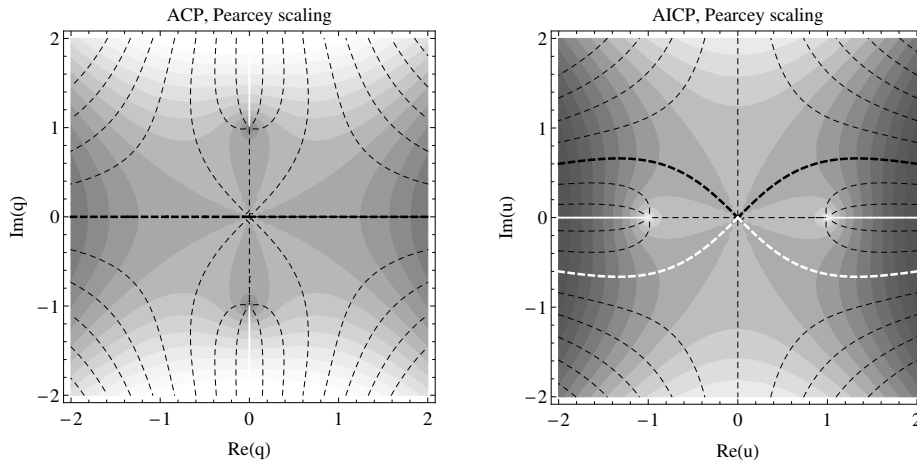 ACP, Pearcey scaling
2
1
0
−1
−2
Im(q)
−2 −1 0 1 2
Re(q)
AICP, Pearcey scaling
2
1
0
−1
−2
Im(u)
−2 −1 0 1 2
Re(u)